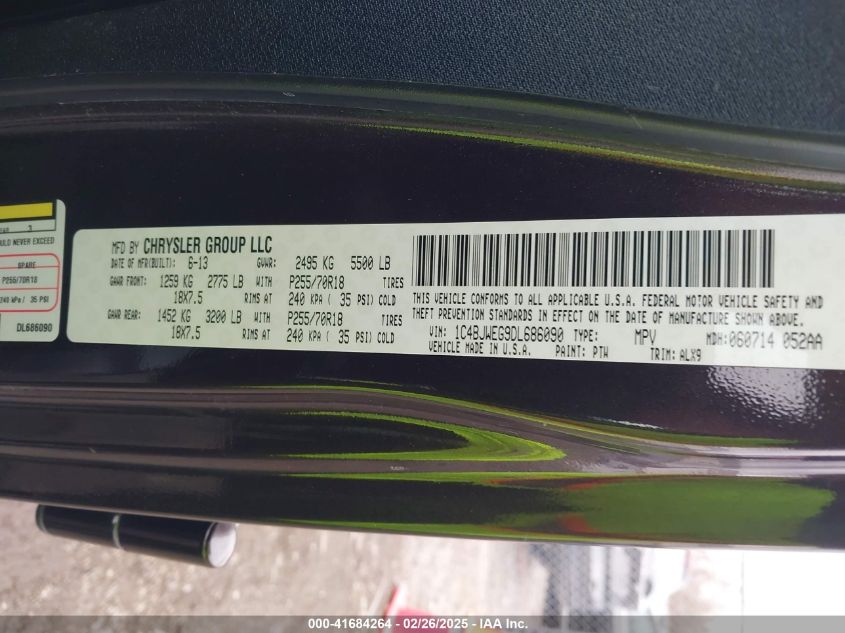 3
OULD NEVER EXCEED
SPARE
P255/70R18
240 KPA/ 35 PSI
DL686090
MFD BY CHRYSLER GROUP LLC
DATE OF MFR(BUILT): 6-13 GVWR: 2495 KG 5500 LB
GAWR FRONT: 1259 KG 2775 LB WITH P255/70R18 TIRES
18X7.5 RIMS AT 240 KPA ( 35 PSI) COLD
GAWR REAR: 1452 KG 3200 LB WITH P255/70R18 TIRES
18X7.5 RIMS AT 240 KPA ( 35 PSI) COLD
THIS VEHICLE CONFORMS TO ALL APPLICABLE U.S.A. FEDERAL MOTOR VEHICLE SAFETY AND
THEFT PREVENTION STANDARDS IN EFFECT ON THE DATE OF MANUFACTURE SHOWN ABOVE.
VIN: 1C4BJWEG9DL686090 TYPE: MPV MDH: 060714 052AA
VEHICLE MADE IN U.S.A. PAINT: PTW TRIM: ALX9
000-41684264 - 02/26/2025 - IAA Inc.